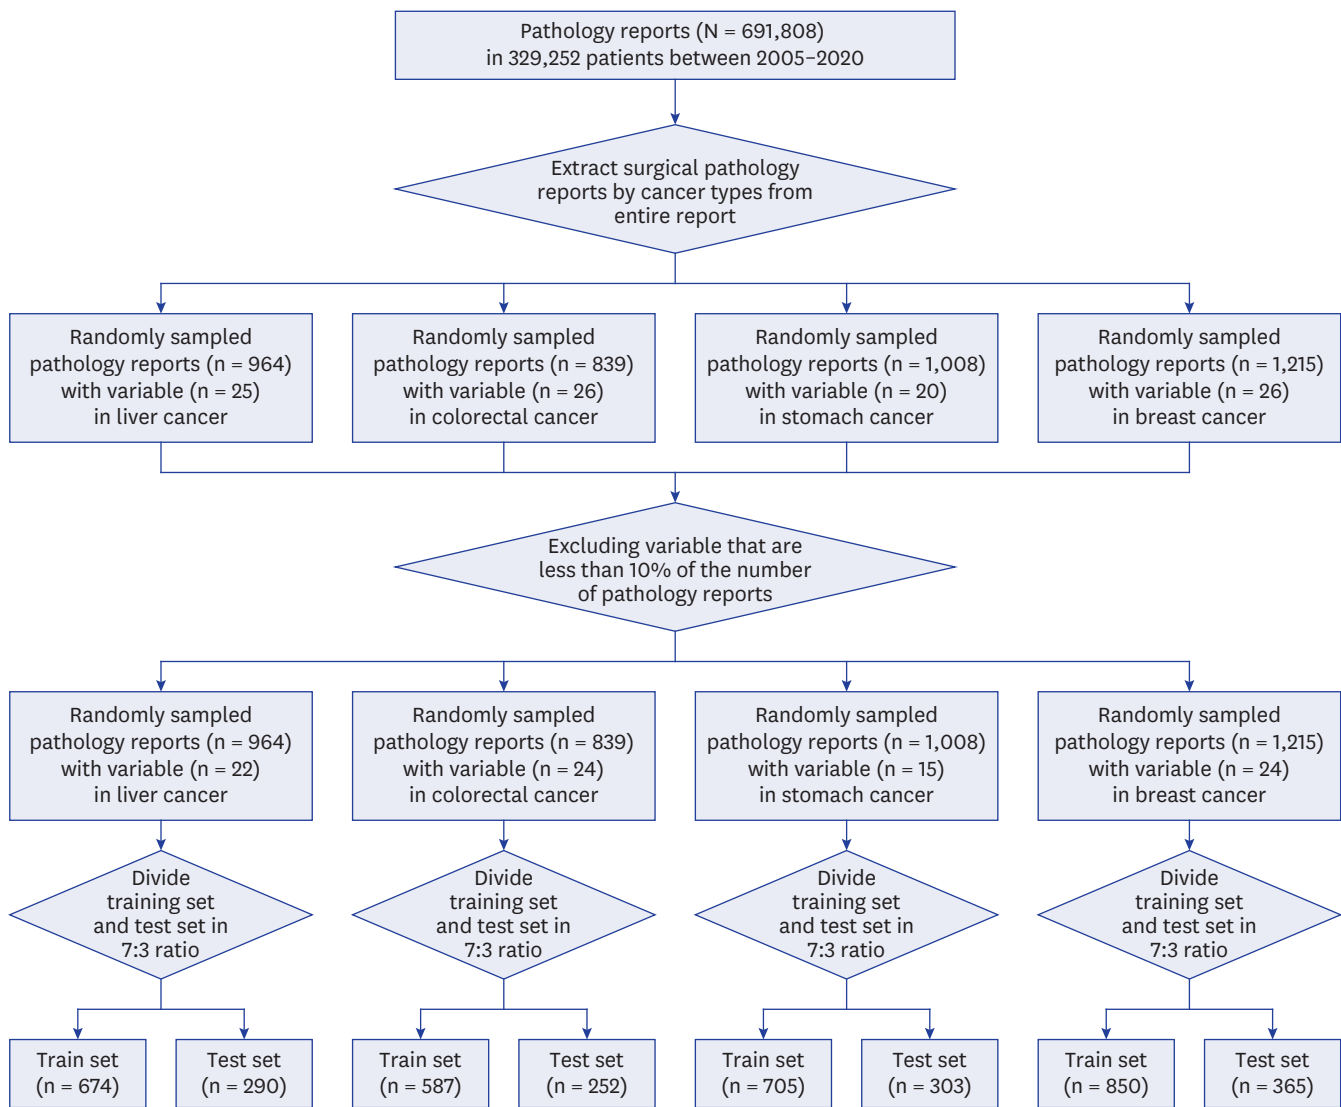 Pathology reports (N = 691,808)
in 329,252 patients between 2005–2020
Extract surgical pathology
reports by cancer types from
entire report
Randomly sampled
pathology reports (n = 964)
with variable (n = 25)
in liver cancer
Randomly sampled
pathology reports (n = 839)
with variable (n = 26)
in colorectal cancer
Randomly sampled
pathology reports (n = 1,008)
with variable (n = 20)
in stomach cancer
Randomly sampled
pathology reports (n = 1,215)
with variable (n = 26)
in breast cancer
Excluding variable that are
less than 10% of the number
of pathology reports
Randomly sampled
pathology reports (n = 964)
with variable (n = 22)
in liver cancer
Randomly sampled
pathology reports (n = 839)
with variable (n = 24)
in colorectal cancer
Randomly sampled
pathology reports (n = 1,008)
with variable (n = 15)
in stomach cancer
Randomly sampled
pathology reports (n = 1,215)
with variable (n = 24)
in breast cancer
Divide
training set
and test set in
7:3 ratio
Divide
training set
and test set in
7:3 ratio
Divide
training set
and test set in
7:3 ratio
Divide
training set
and test set in
7:3 ratio
Train set
(n = 674)
Test set
(n = 290)
Train set
(n = 587)
Test set
(n = 252)
Train set
(n = 705)
Test set
(n = 303)
Train set
(n = 850)
Test set
(n = 365)